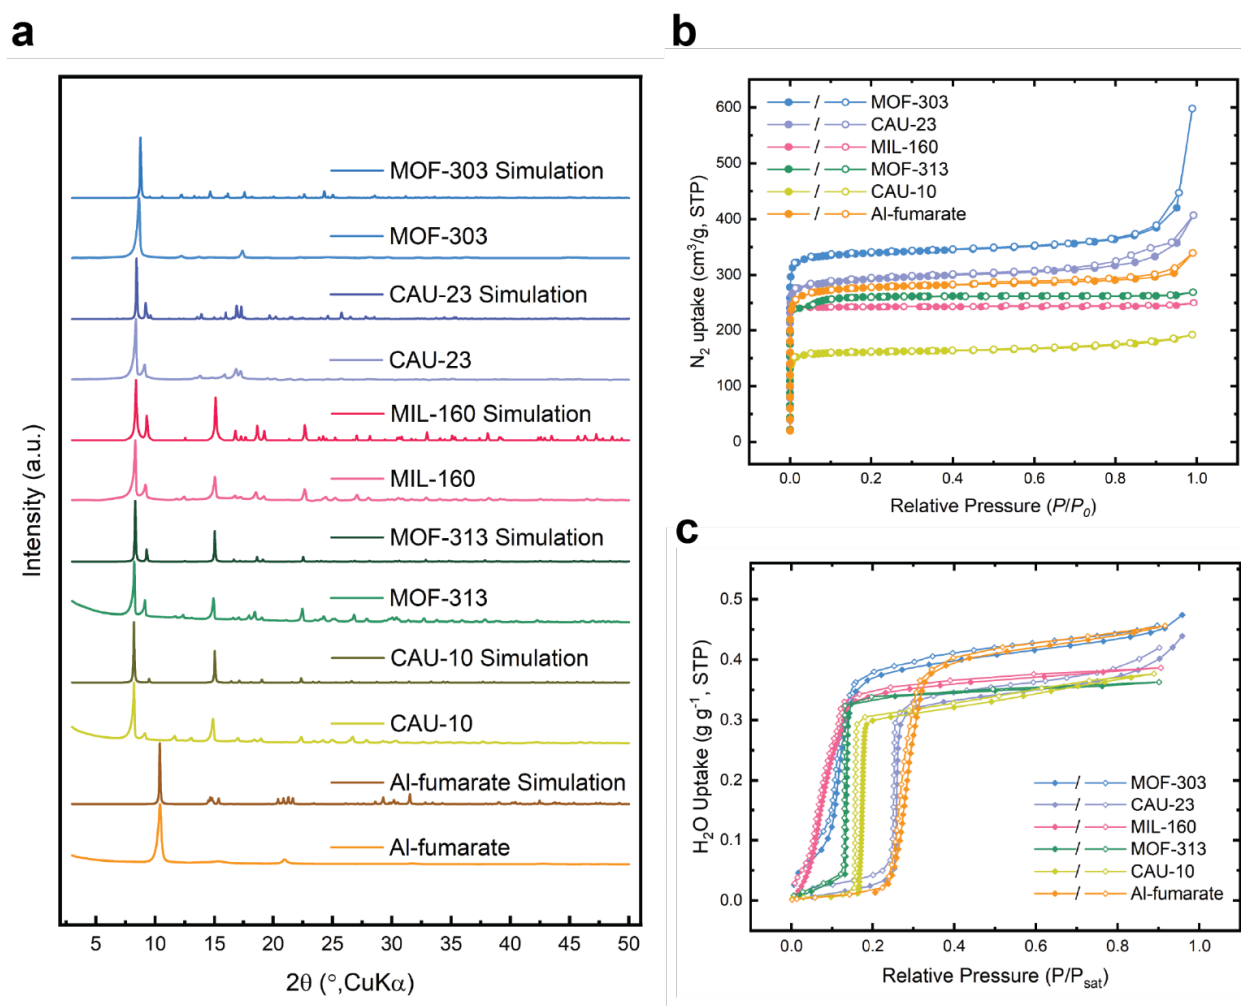 a
MOF-303 Simulation
MOF-303
CAU-23 Simulation
CAU-23
MIL-160 Simulation
MIL-160
MOF-313 Simulation
MOF-313
CAU-10 Simulation
CAU-10
Al-fumarate Simulation
Al-fumarate
Intensity (a.u.)
5 10 15 20 25 30 35 40 45 50
2θ (°,CuKα)
b
600
500
400
300
200
100
0
N₂ uptake (cm³/g, STP)
/ MOF-303
/ CAU-23
/ MIL-160
/ MOF-313
/ CAU-10
/ Al-fumarate
0.0 0.2 0.4 0.6 0.8 1.0
Relative Pressure (P/P₀)
c
0.5
0.4
0.3
0.2
0.1
0.0
H₂O Uptake (g g⁻¹, STP)
/ MOF-303
/ CAU-23
/ MIL-160
/ MOF-313
/ CAU-10
/ Al-fumarate
0.0 0.2 0.4 0.6 0.8 1.0
Relative Pressure (P/Psat)